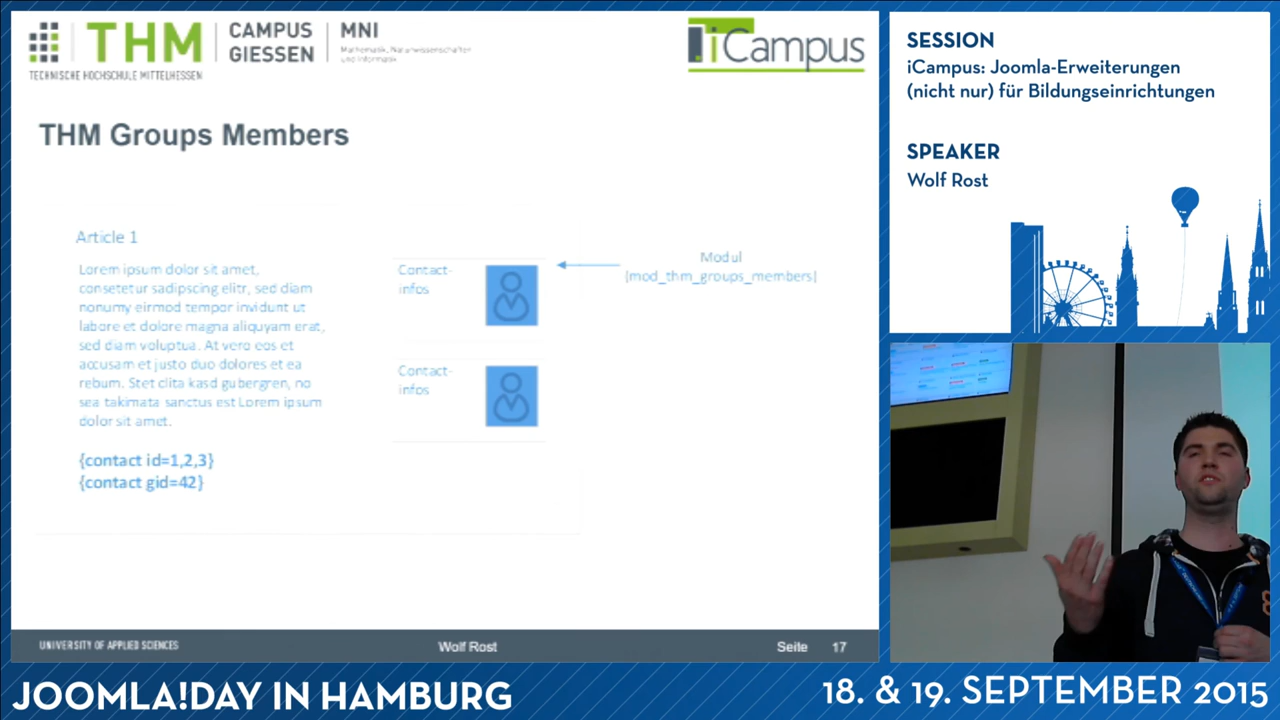 THM
CAMPUS
GIESSEN
MNI
Mathematik, Naturwissenschaften
und Informatik
TECHNISCHE HOCHSCHULE MITTELHESSEN
iCampus
THM Groups Members
Article 1
Lorem ipsum dolor sit amet,
consetetur sadipscing elitr, sed diam
nonumy eirmod tempor invidunt ut
labore et dolore magna aliquyam erat,
sed diam voluptua. At vero eos et
accusam et justo duo dolores et ea
rebum. Stet clita kasd gubergren, no
sea takimata sanctus est Lorem ipsum
dolor sit amet.
{contact id=1,2,3}
{contact gid=42}
Contact-
infos
Contact-
infos
Modul
[mod_thm_groups_members]
UNIVERSITY OF APPLIED SCIENCES
Wolf Rost
Seite 17
SESSION
iCampus: Joomla-Erweiterungen
(nicht nur) für Bildungseinrichtungen
SPEAKER
Wolf Rost
JOOMLA!DAY IN HAMBURG
18. & 19. SEPTEMBER 2015